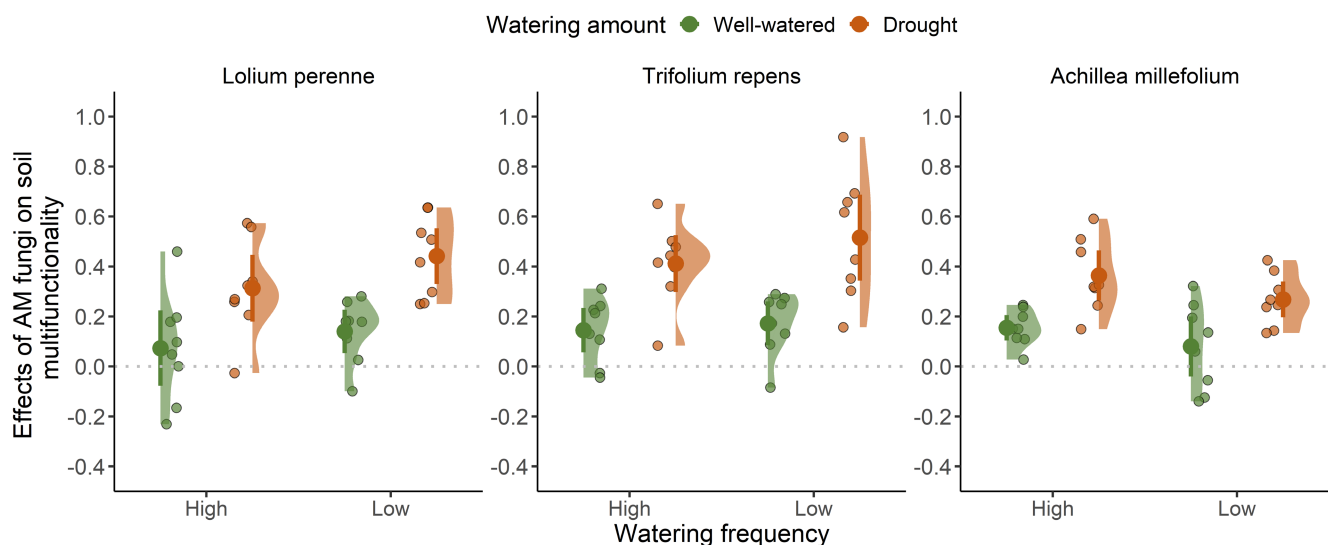 Watering amount Well-watered Drought
Lolium perenne
Trifolium repens
Achillea millefolium
Effects of AM fungi on soil
multifunctionality
1.0
0.8
0.6
0.4
0.2
0.0
-0.2
-0.4
High Low
1.0
0.8
0.6
0.4
0.2
0.0
-0.2
-0.4
High Low
1.0
0.8
0.6
0.4
0.2
0.0
-0.2
-0.4
High Low
Watering frequency